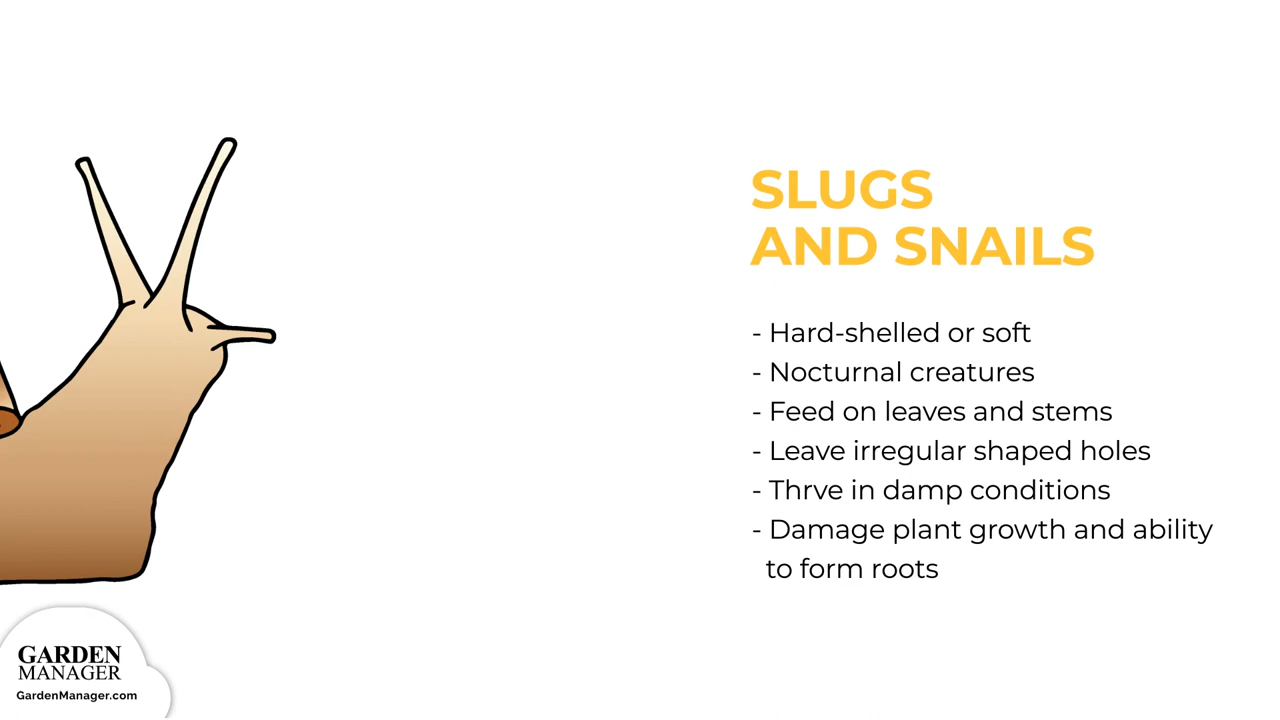 SLUGS
AND SNAILS
- Hard-shelled or soft
- Nocturnal creatures
- Feed on leaves and stems
- Leave irregular shaped holes
- Thrve in damp conditions
- Damage plant growth and ability
to form roots
GARDEN
MANAGER
GardenManager.com